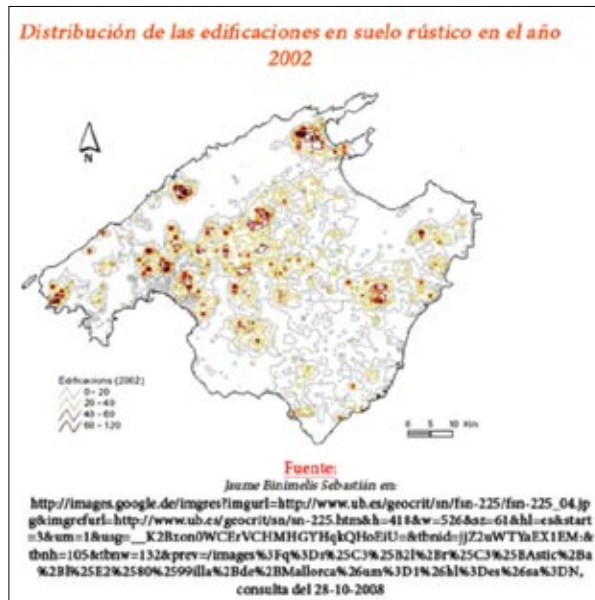 Distribución de las edificaciones en suelo rústico en el año
2002
N
Edificacions (2002)
0 - 20
20 - 40
40 - 60
60 - 120
0 5 10 Km
Fuente:
Jaume Binimelis Sebastián en:
http://images.google.de/imgres?imgurl=http://www.ub.es/geocrit/sn/fsn-225/fsn-225_04.jp
g&imgrefurl=http://www.ub.es/geocrit/sn/sn-225.htm&h=418&w=526&sz=61&hl=es&start
=3&um=1&usg=__K2Bzon0WCErVCHMHGYHqkQHoEiU=&tbnid=jjZ2uWTYaEX1EM:&
tbnh=105&tbnw=132&prev=/images%3Fq%3Ds%25C3%25B2l%2Br%25C3%25BAstic%2Ba
%2Bl%25E2%2580%2599illa%2Bde%2BMallorca%26um%3D1%26hl%3Des%26sa%3DN,
consulta del 28-10-2008